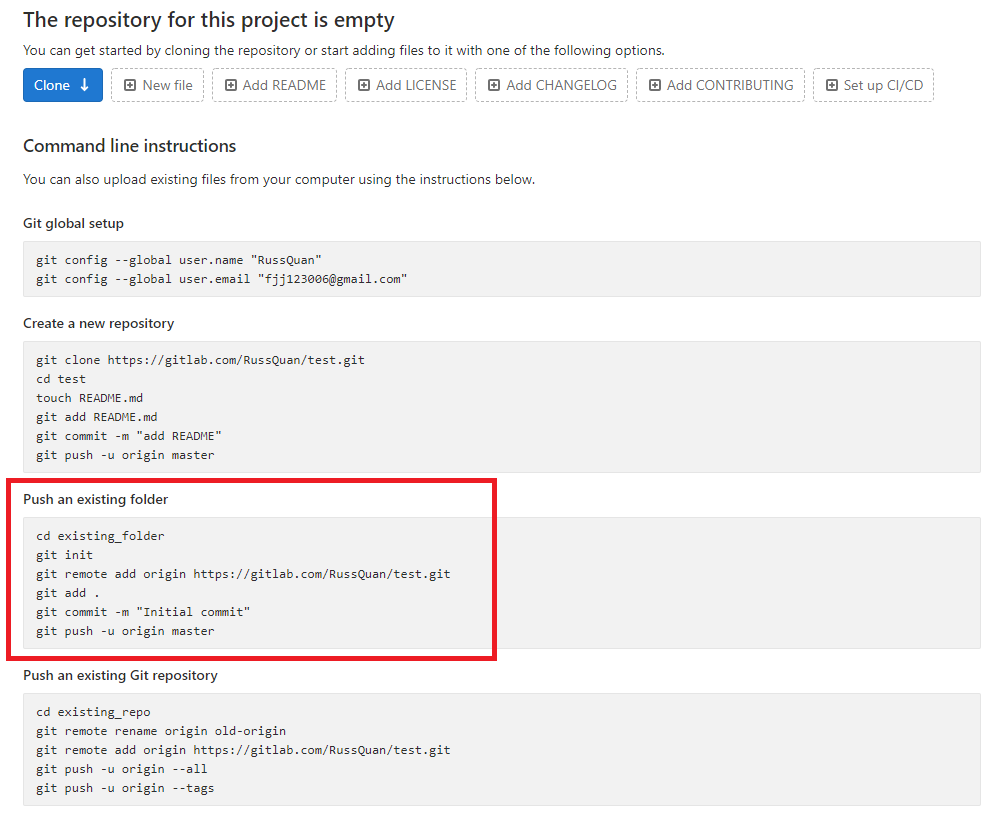 The repository for this project is empty
You can get started by cloning the repository or start adding files to it with one of the following options.
Clone New file Add README Add LICENSE Add CHANGELOG Add CONTRIBUTING Set up CI/CD
Command line instructions
You can also upload existing files from your computer using the instructions below.
Git global setup
git config --global user.name "RussQuan"
git config --global user.email "fjj123006@gmail.com"
Create a new repository
git clone https://gitlab.com/RussQuan/test.git
cd test
touch README.md
git add README.md
git commit -m "add README"
git push -u origin master
Push an existing folder
cd existing_folder
git init
git remote add origin https://gitlab.com/RussQuan/test.git
git add .
git commit -m "Initial commit"
git push -u origin master
Push an existing Git repository
cd existing_repo
git remote rename origin old-origin
git remote add origin https://gitlab.com/RussQuan/test.git
git push -u origin --all
git push -u origin --tags